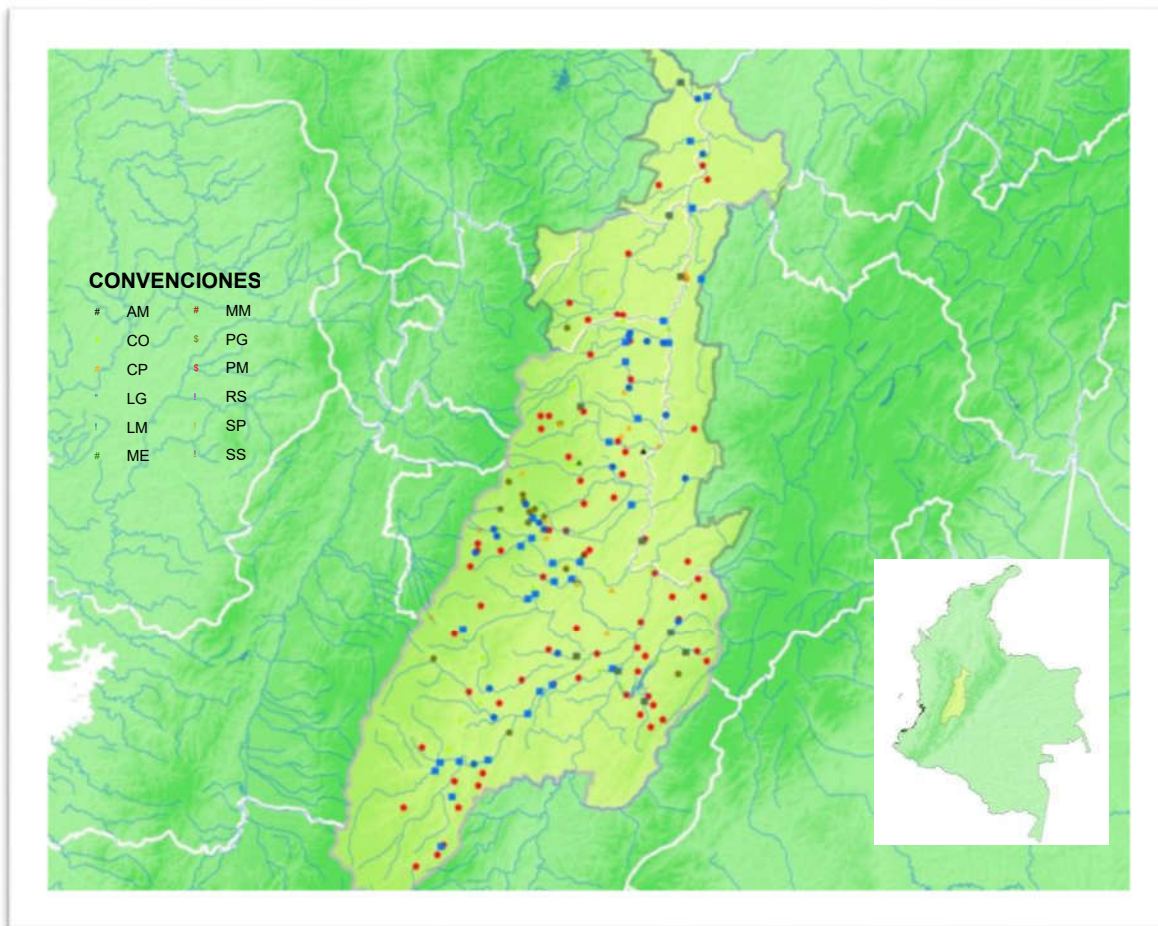 CONVENCIONES
# AM # MM
CO $ PG
CP $ PM
LG ! RS
! LM ! SP
# ME ! SS